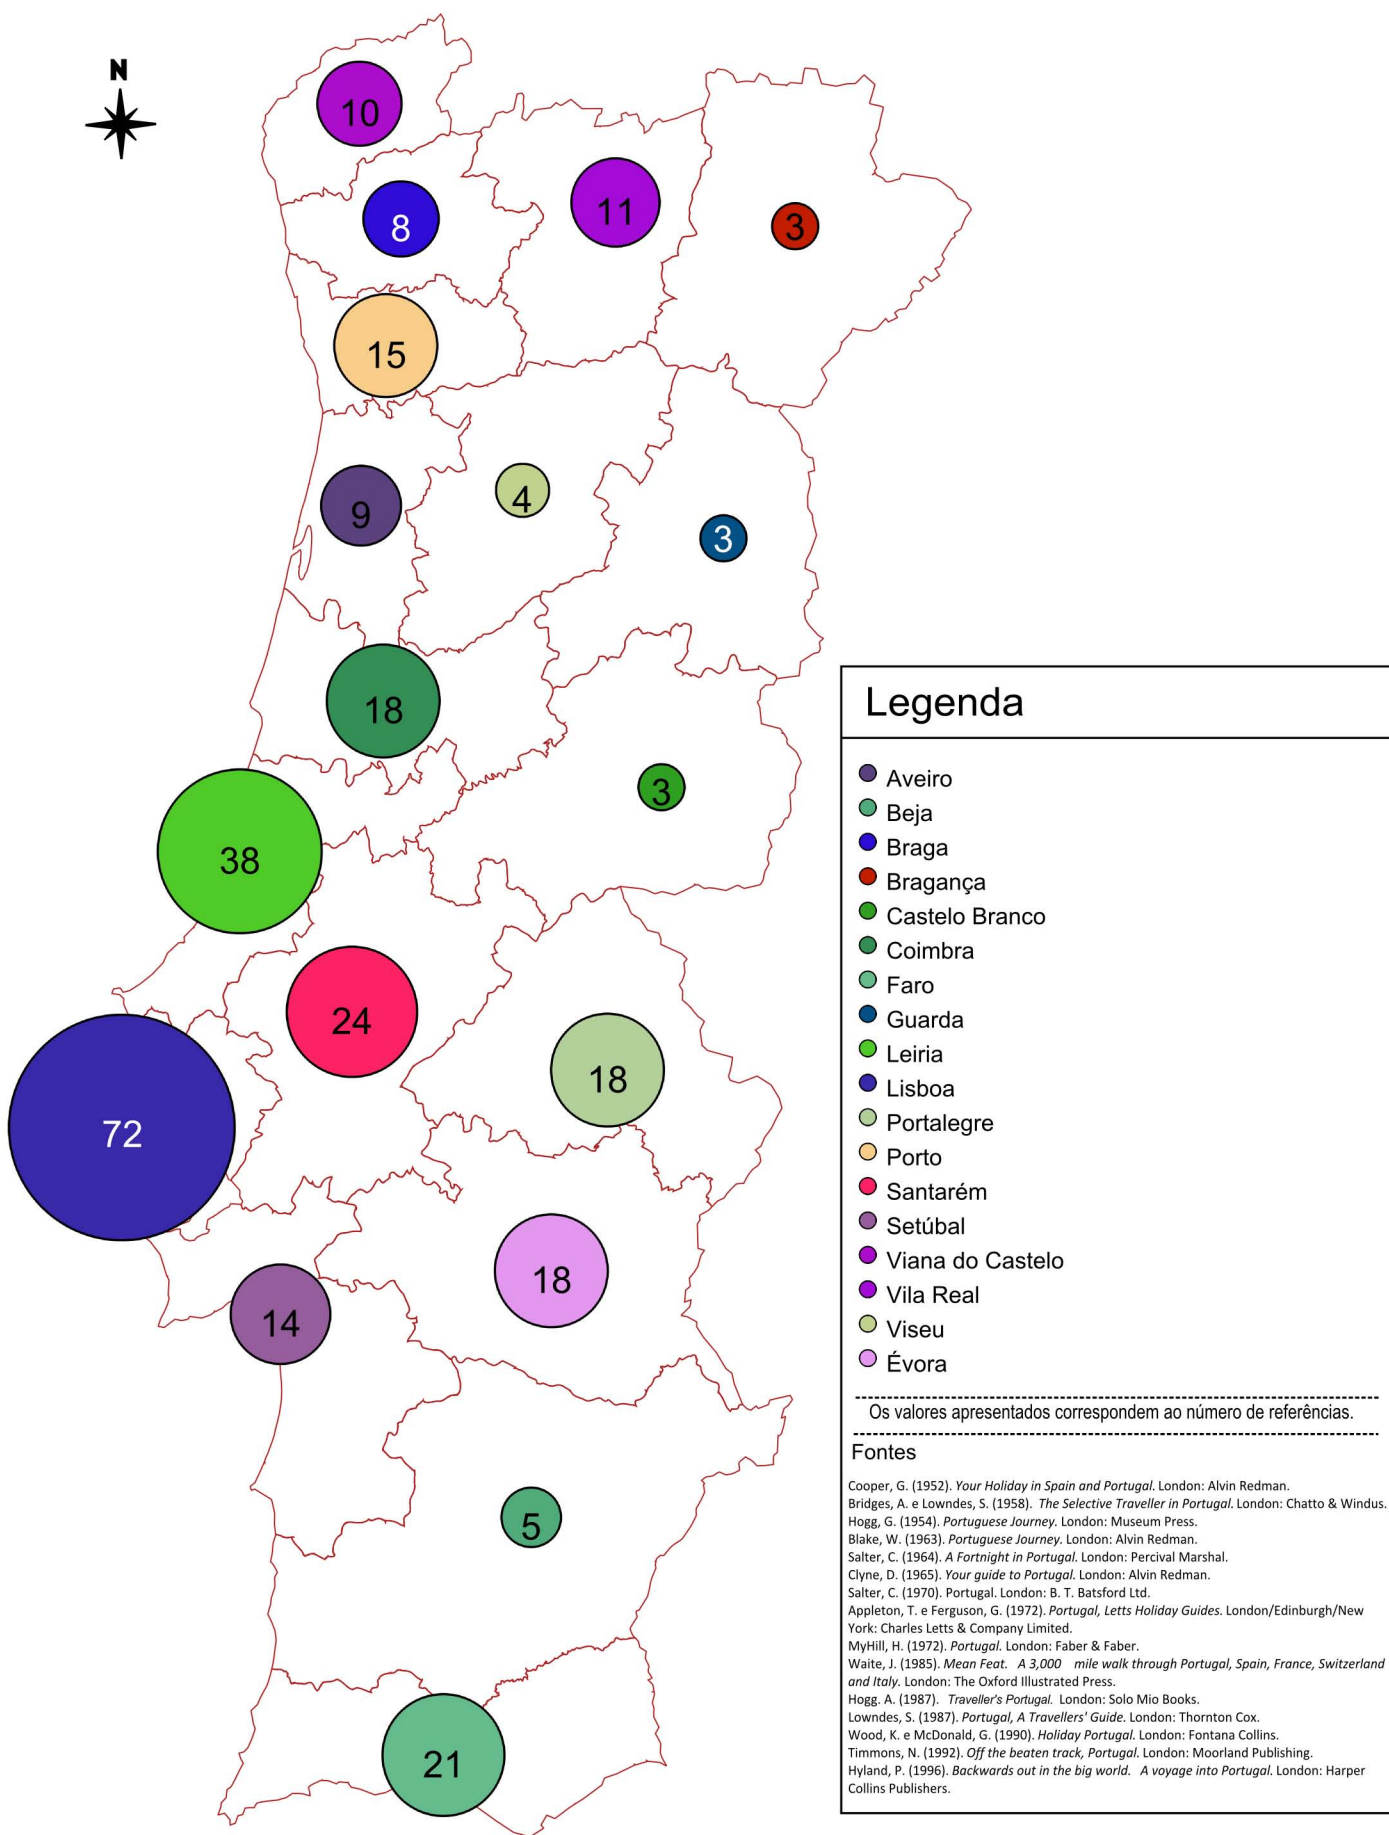 N
10
11
3
8
15
4
9
3
18
3
38
24
18
72
18
14
5
21
Legenda
Aveiro
Beja
Braga
Bragança
Castelo Branco
Coimbra
Faro
Guarda
Leiria
Lisboa
Portalegre
Porto
Santarém
Setúbal
Viana do Castelo
Vila Real
Viseu
Évora
Os valores apresentados correspondem ao número de referências.
Fontes
Cooper, G. (1952). Your Holiday in Spain and Portugal. London: Alvin Redman.
Bridges, A. e Lowndes, S. (1958). The Selective Traveller in Portugal. London: Chatto & Windus.
Hogg, G. (1954). Portuguese Journey. London: Museum Press.
Blake, W. (1963). Portuguese Journey. London: Alvin Redman.
Salter, C. (1964). A Fortnight in Portugal. London: Percival Marshal.
Clyne, D. (1965). Your guide to Portugal. London: Alvin Redman.
Salter, C. (1970). Portugal. London: B. T. Batsford Ltd.
Appleton, T. e Ferguson, G. (1972). Portugal, Letts Holiday Guides. London/Edinburgh/New
York: Charles Letts & Company Limited.
MyHill, H. (1972). Portugal. London: Faber & Faber.
Waite, J. (1985). Mean Feat. A 3,000 mile walk through Portugal, Spain, France, Switzerland
and Italy. London: The Oxford Illustrated Press.
Hogg. A. (1987). Traveller's Portugal. London: Solo Mio Books.
Lowndes, S. (1987). Portugal, A Travellers' Guide. London: Thornton Cox.
Wood, K. e McDonald, G. (1990). Holiday Portugal. London: Fontana Collins.
Timmons, N. (1992). Off the beaten track, Portugal. London: Moorland Publishing.
Hyland, P. (1996). Backwards out in the big world. A voyage into Portugal. London: Harper
Collins Publishers.